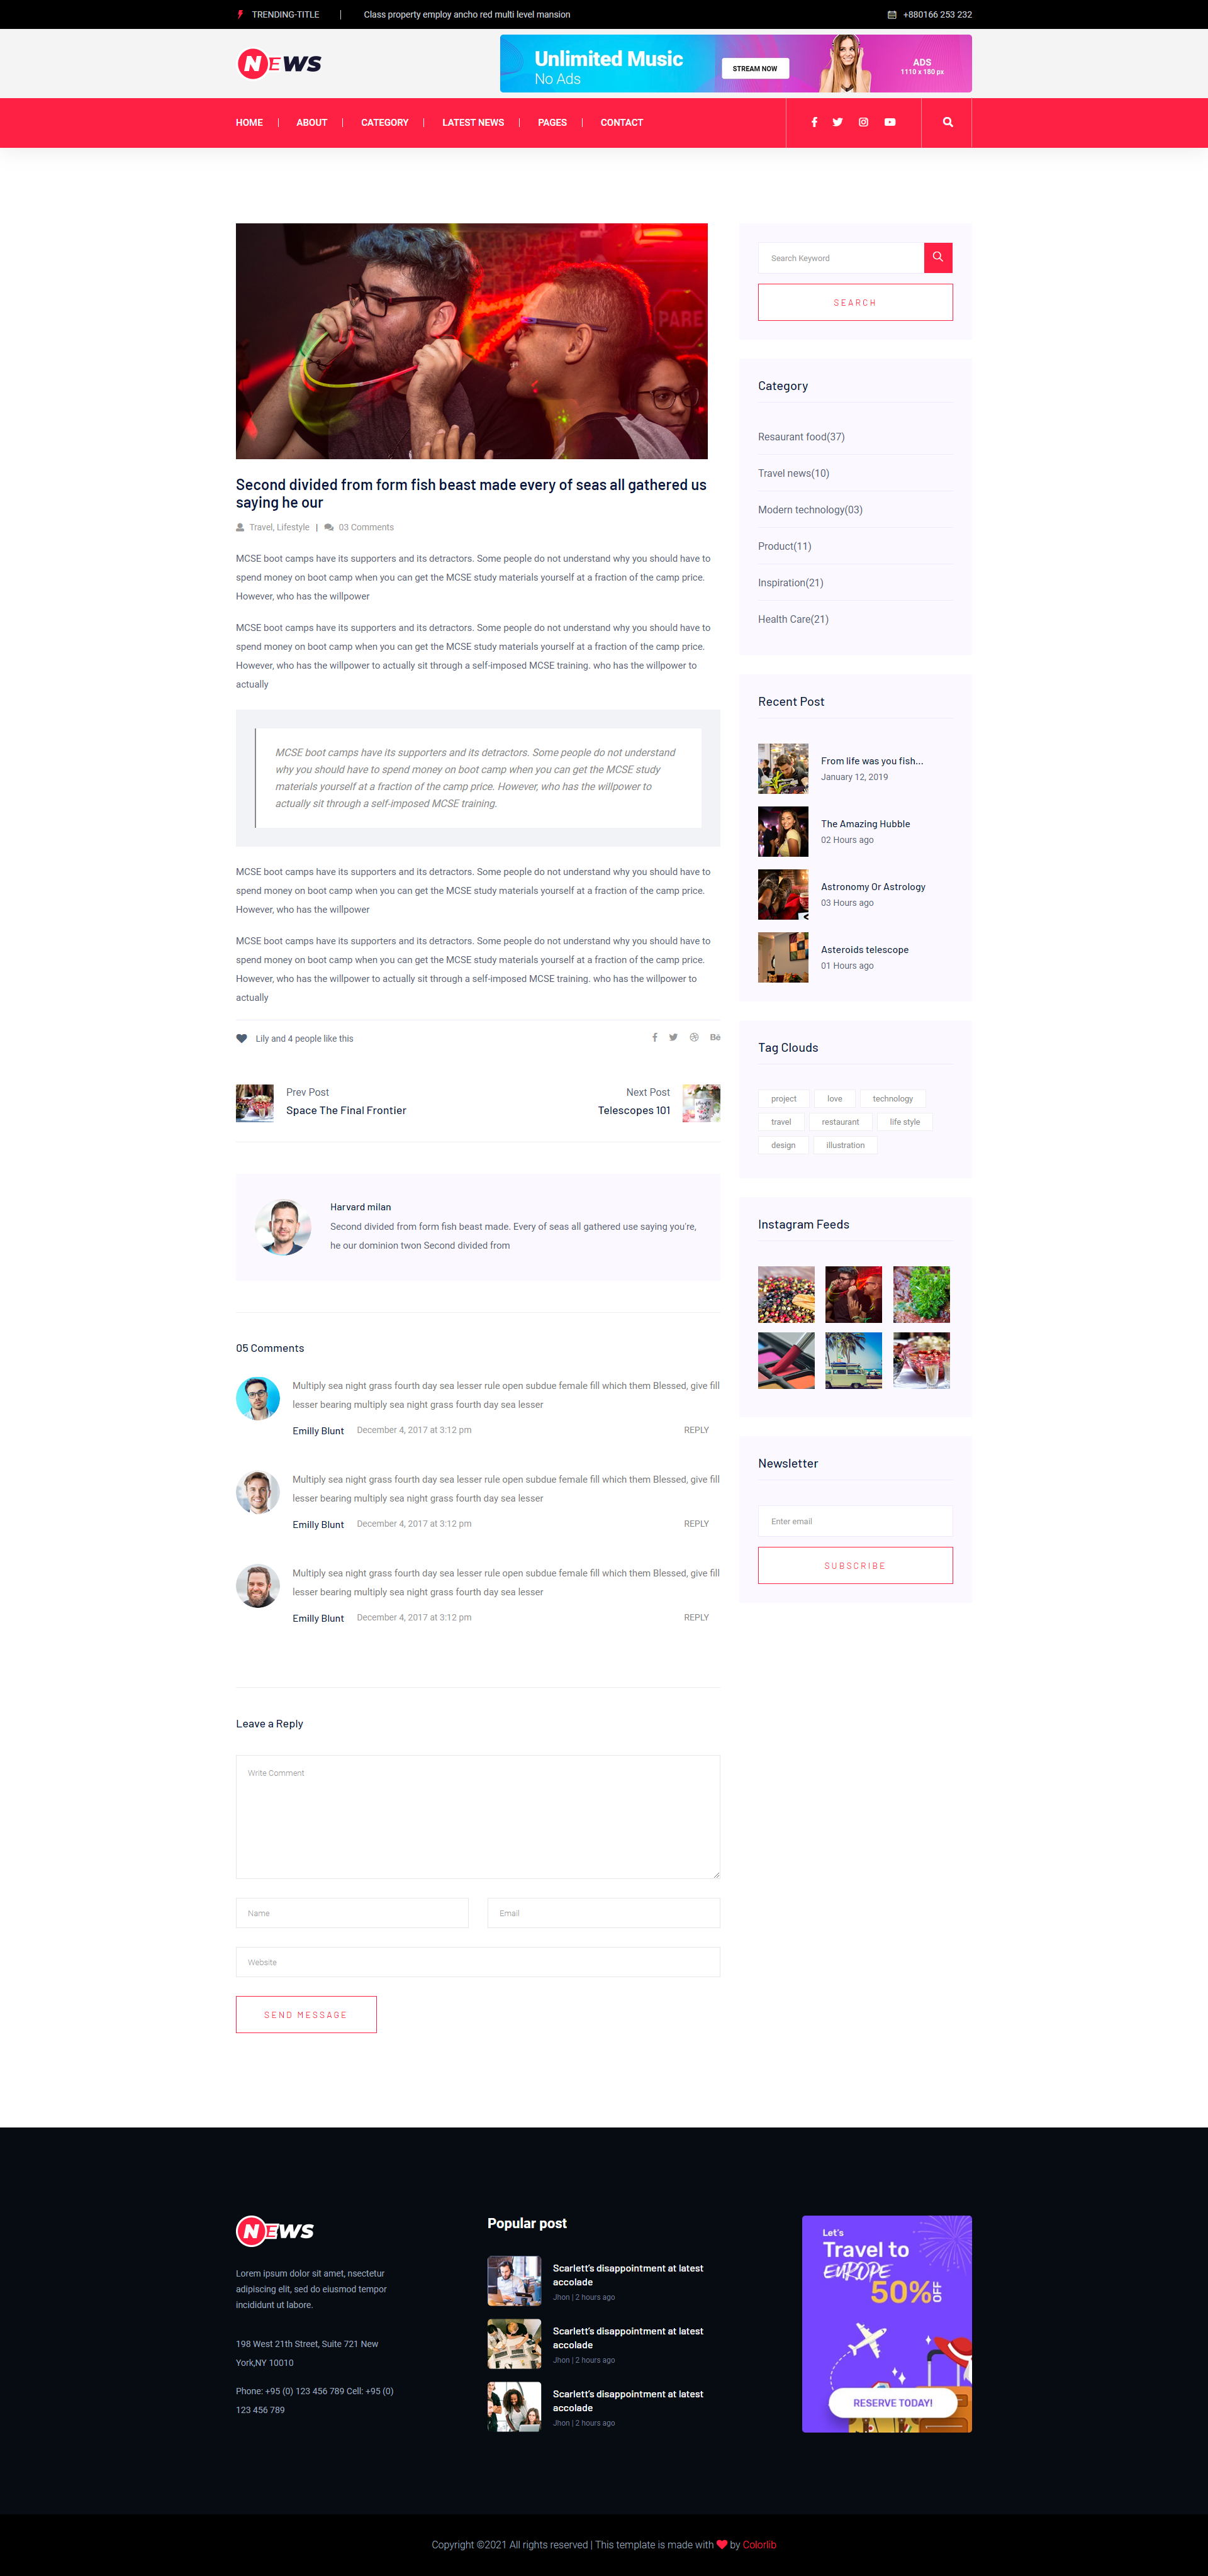 TRENDING-TITLE
Class property employ ancho red multi level mansion
+880166 253 232
NEWS
Unlimited Music
No Ads
STREAM NOW
ADS
1110 x 180 px
HOME
ABOUT
CATEGORY
LATEST NEWS
PAGES
CONTACT
PARE
Second divided from form fish beast made every of seas all gathered us
saying he our
Travel, Lifestyle | 03 Comments
MCSE boot camps have its supporters and its detractors. Some people do not understand why you should have to
spend money on boot camp when you can get the MCSE study materials yourself at a fraction of the camp price.
However, who has the willpower
MCSE boot camps have its supporters and its detractors. Some people do not understand why you should have to
spend money on boot camp when you can get the MCSE study materials yourself at a fraction of the camp price.
However, who has the willpower to actually sit through a self-imposed MCSE training. who has the willpower to
actually
MCSE boot camps have its supporters and its detractors. Some people do not understand
why you should have to spend money on boot camp when you can get the MCSE study
materials yourself at a fraction of the camp price. However, who has the willpower to
actually sit through a self-imposed MCSE training.
MCSE boot camps have its supporters and its detractors. Some people do not understand why you should have to
spend money on boot camp when you can get the MCSE study materials yourself at a fraction of the camp price.
However, who has the willpower
MCSE boot camps have its supporters and its detractors. Some people do not understand why you should have to
spend money on boot camp when you can get the MCSE study materials yourself at a fraction of the camp price.
However, who has the willpower to actually sit through a self-imposed MCSE training. who has the willpower to
actually
Lily and 4 people like this
Prev Post
Space The Final Frontier
Next Post
Telescopes 101
Harvard milan
Second divided from form fish beast made. Every of seas all gathered use saying you're,
he our dominion twon Second divided from
05 Comments
Multiply sea night grass fourth day sea lesser rule open subdue female fill which them Blessed, give fill
lesser bearing multiply sea night grass fourth day sea lesser
Emilly Blunt
December 4, 2017 at 3:12 pm
REPLY
Multiply sea night grass fourth day sea lesser rule open subdue female fill which them Blessed, give fill
lesser bearing multiply sea night grass fourth day sea lesser
Emilly Blunt
December 4, 2017 at 3:12 pm
REPLY
Multiply sea night grass fourth day sea lesser rule open subdue female fill which them Blessed, give fill
lesser bearing multiply sea night grass fourth day sea lesser
Emilly Blunt
December 4, 2017 at 3:12 pm
REPLY
Leave a Reply
Write Comment
Name
Email
Website
SEND MESSAGE
Search Keyword
SEARCH
Category
Resaurant food(37)
Travel news(10)
Modern technology(03)
Product(11)
Inspiration(21)
Health Care(21)
Recent Post
From life was you fish...
January 12, 2019
The Amazing Hubble
02 Hours ago
Astronomy Or Astrology
03 Hours ago
Asteroids telescope
01 Hours ago
Tag Clouds
project
love
technology
travel
restaurant
life style
design
illustration
Instagram Feeds
Newsletter
Enter email
SUBSCRIBE
NEWS
Lorem ipsum dolor sit amet, nsectetur
adipiscing elit, sed do eiusmod tempor
incididunt ut labore.
198 West 21th Street, Suite 721 New
York,NY 10010
Phone: +95 (0) 123 456 789 Cell: +95 (0)
123 456 789
Popular post
Scarlett's disappointment at latest
accolade
Jhon | 2 hours ago
Scarlett's disappointment at latest
accolade
Jhon | 2 hours ago
Scarlett's disappointment at latest
accolade
Jhon | 2 hours ago
Let's
Travel to
EUROPE
50% OFF
RESERVE TODAY!
Copyright ©2021 All rights reserved | This template is made with by Colorlib